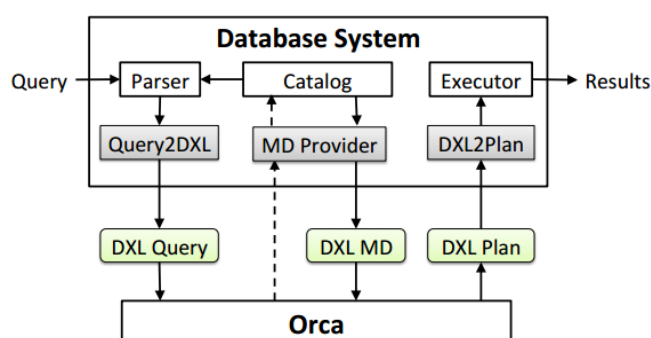 Database System
Query
Parser
Catalog
Executor
Results
Query2DXL
MD Provider
DXL2Plan
DXL Query
DXL MD
DXL Plan
Orca